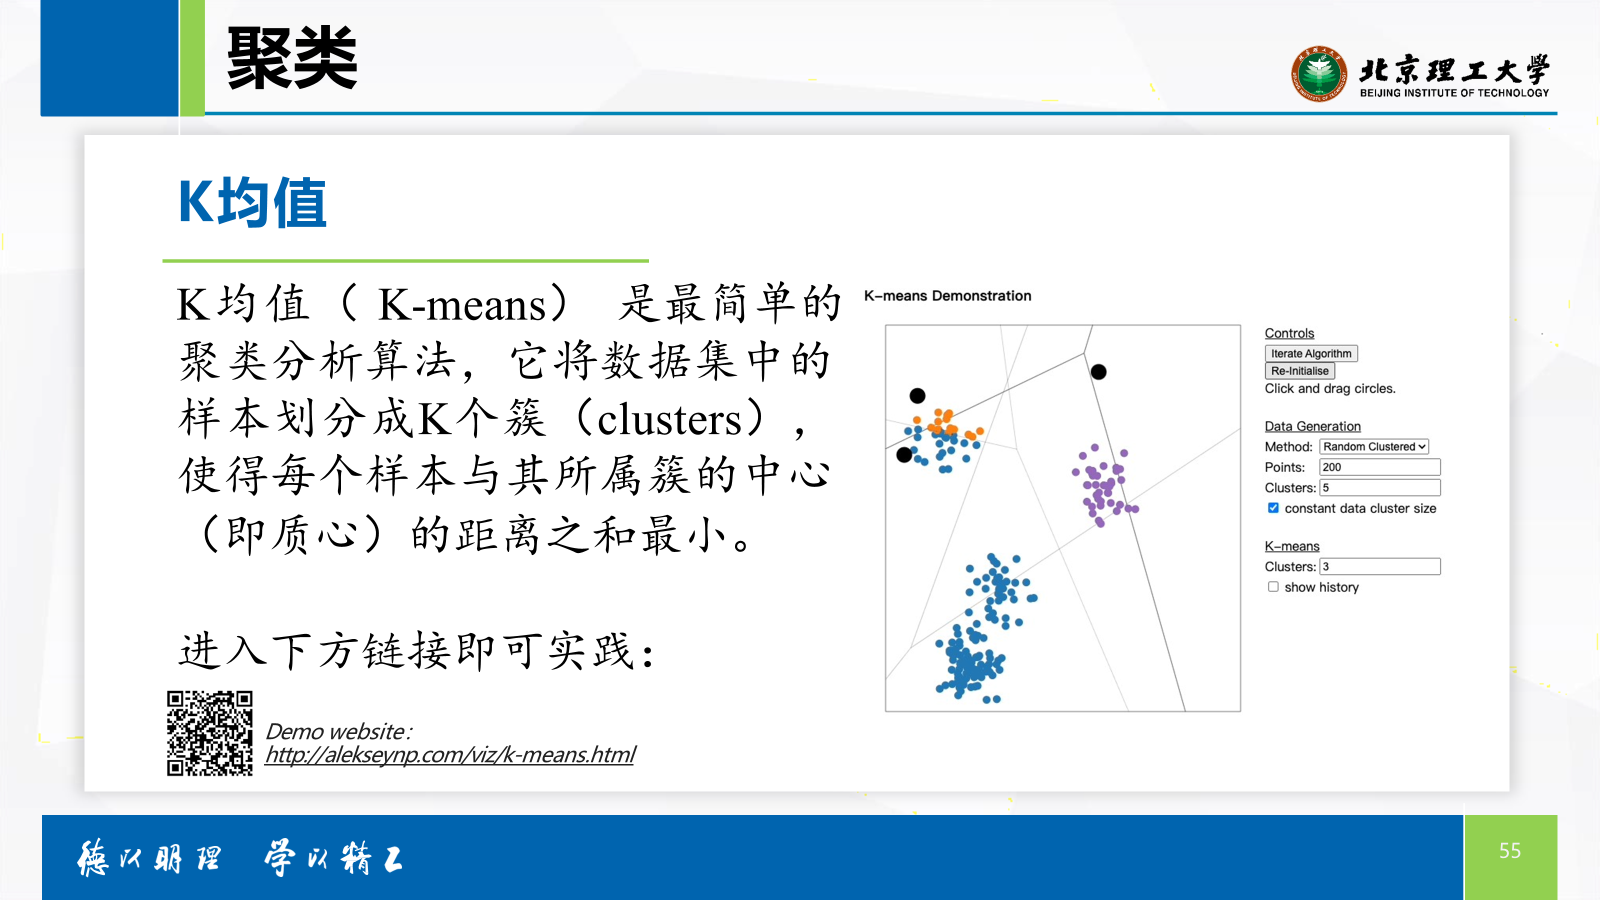 聚类
北京理工大学
BEIJING INSTITUTE OF TECHNOLOGY
K均值
K均值（ K-means） 是最简单的
聚类分析算法，它将数据集中的
样本划分成K个簇（clusters），
使得每个样本与其所属簇的中心
（即质心）的距离之和最小。
进入下方链接即可实践：
Demo website：
http://alekseynp.com/viz/k-means.html
K-means Demonstration
Controls
Iterate Algorithm
Re-Initialise
Click and drag circles.
Data Generation
Method: Random Clustered
Points: 200
Clusters: 5
constant data cluster size
K-means
Clusters: 3
show history
德以明理 学以精工
55